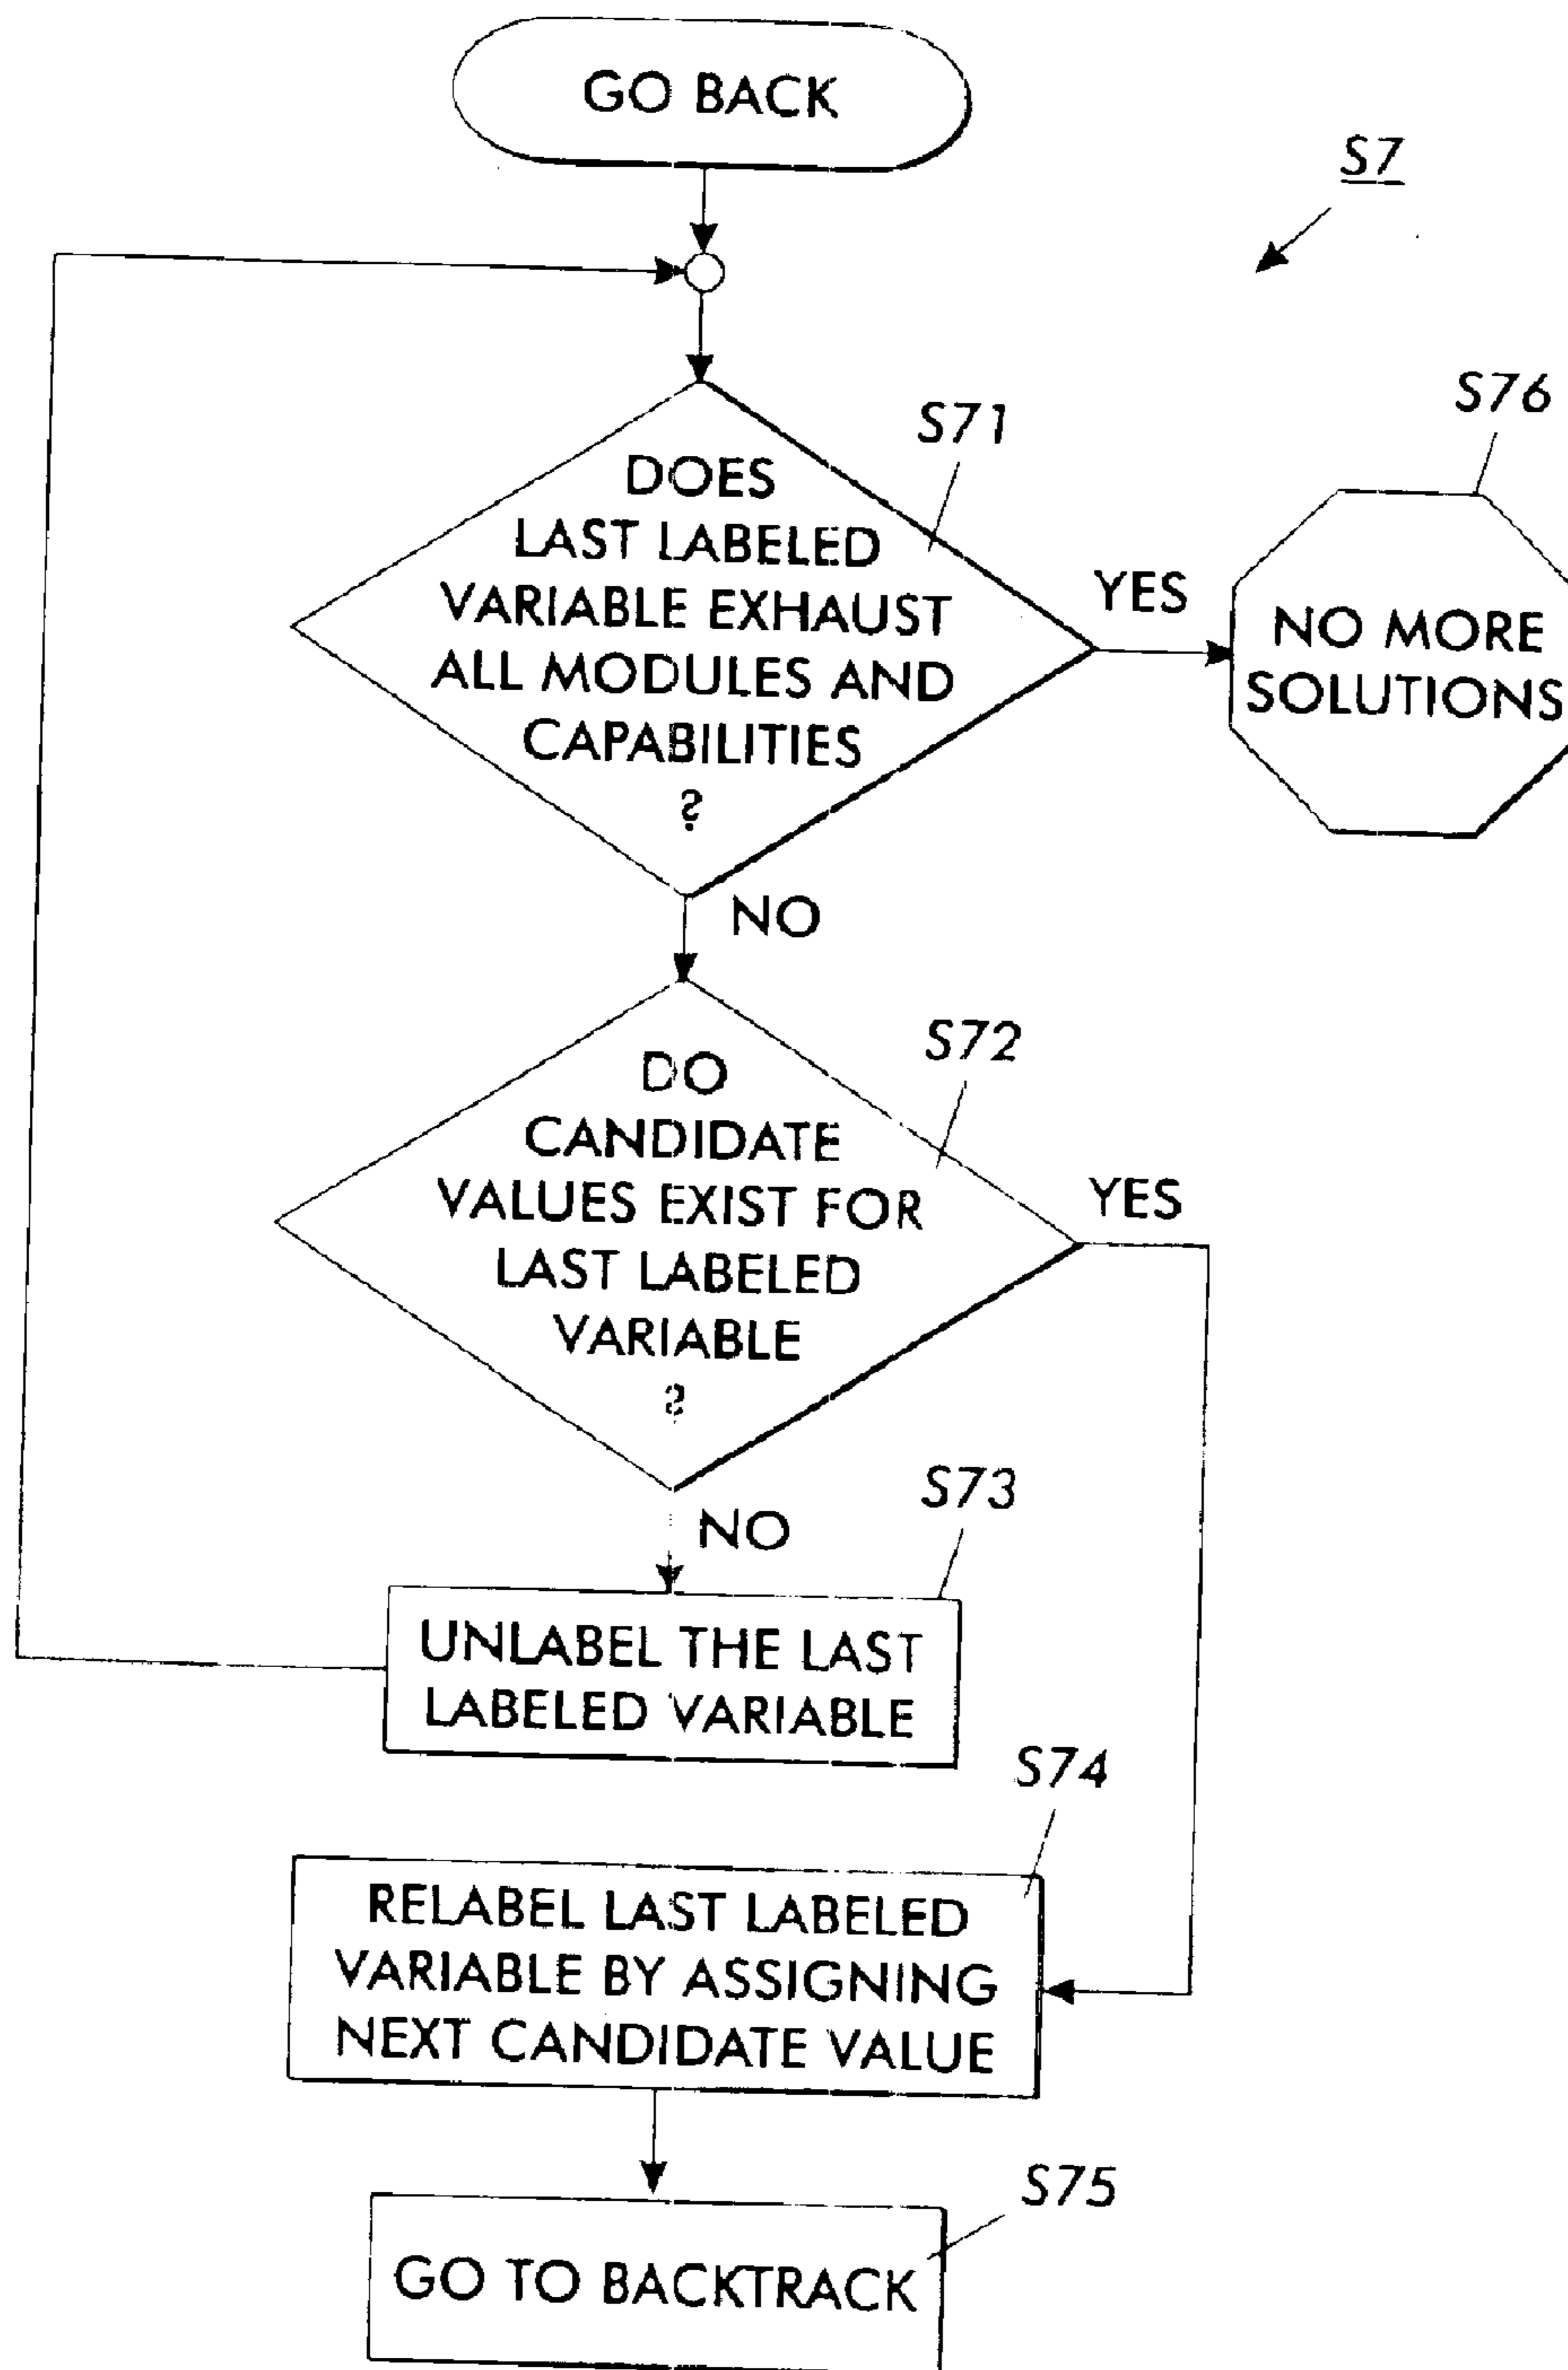 GO BACK
S7
S71
DOES
LAST LABELED
VARIABLE EXHAUST
ALL MODULES AND
CAPABILITIES
?
YES
S76
NO MORE
SOLUTIONS
NO
S72
DO
CANDIDATE
VALUES EXIST FOR
LAST LABELED
VARIABLE
?
YES
NO
S73
UNLABEL THE LAST
LABELED VARIABLE
S74
RELABEL LAST LABELED
VARIABLE BY ASSIGNING
NEXT CANDIDATE VALUE
S75
GO TO BACKTRACK